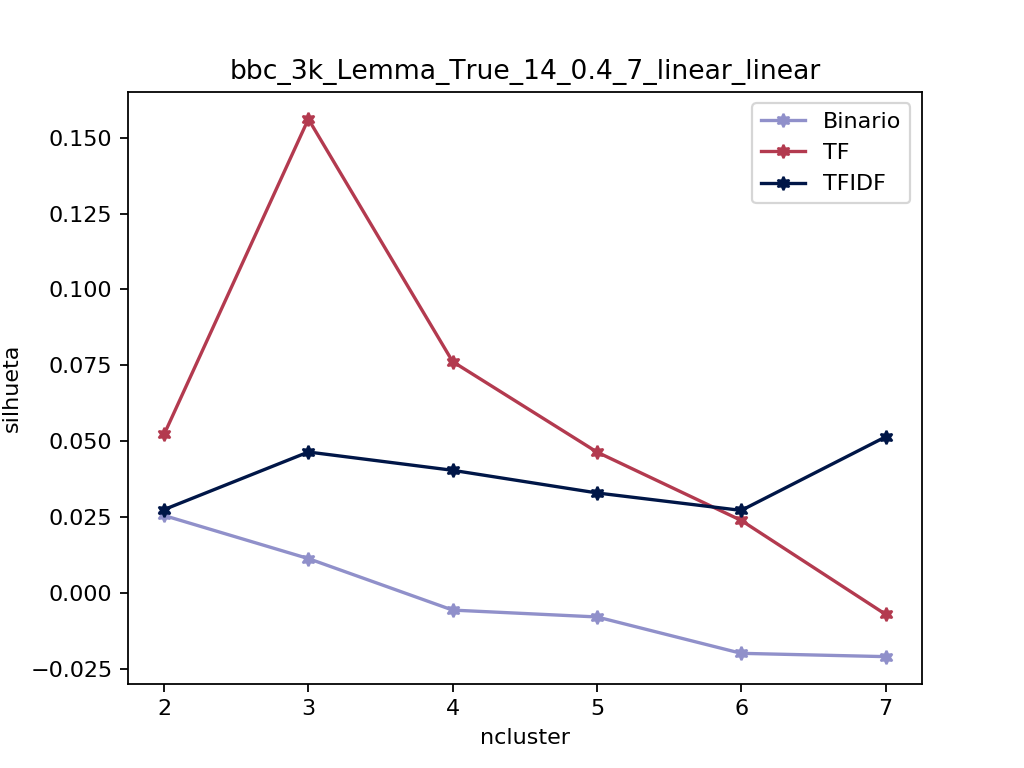 bbc_3k_Lemma_True_14_0.4_7_linear_linear
Binario
TF
TFIDF
silhueta
0.150
0.125
0.100
0.075
0.050
0.025
0.000
−0.025
2 3 4 5 6 7
ncluster